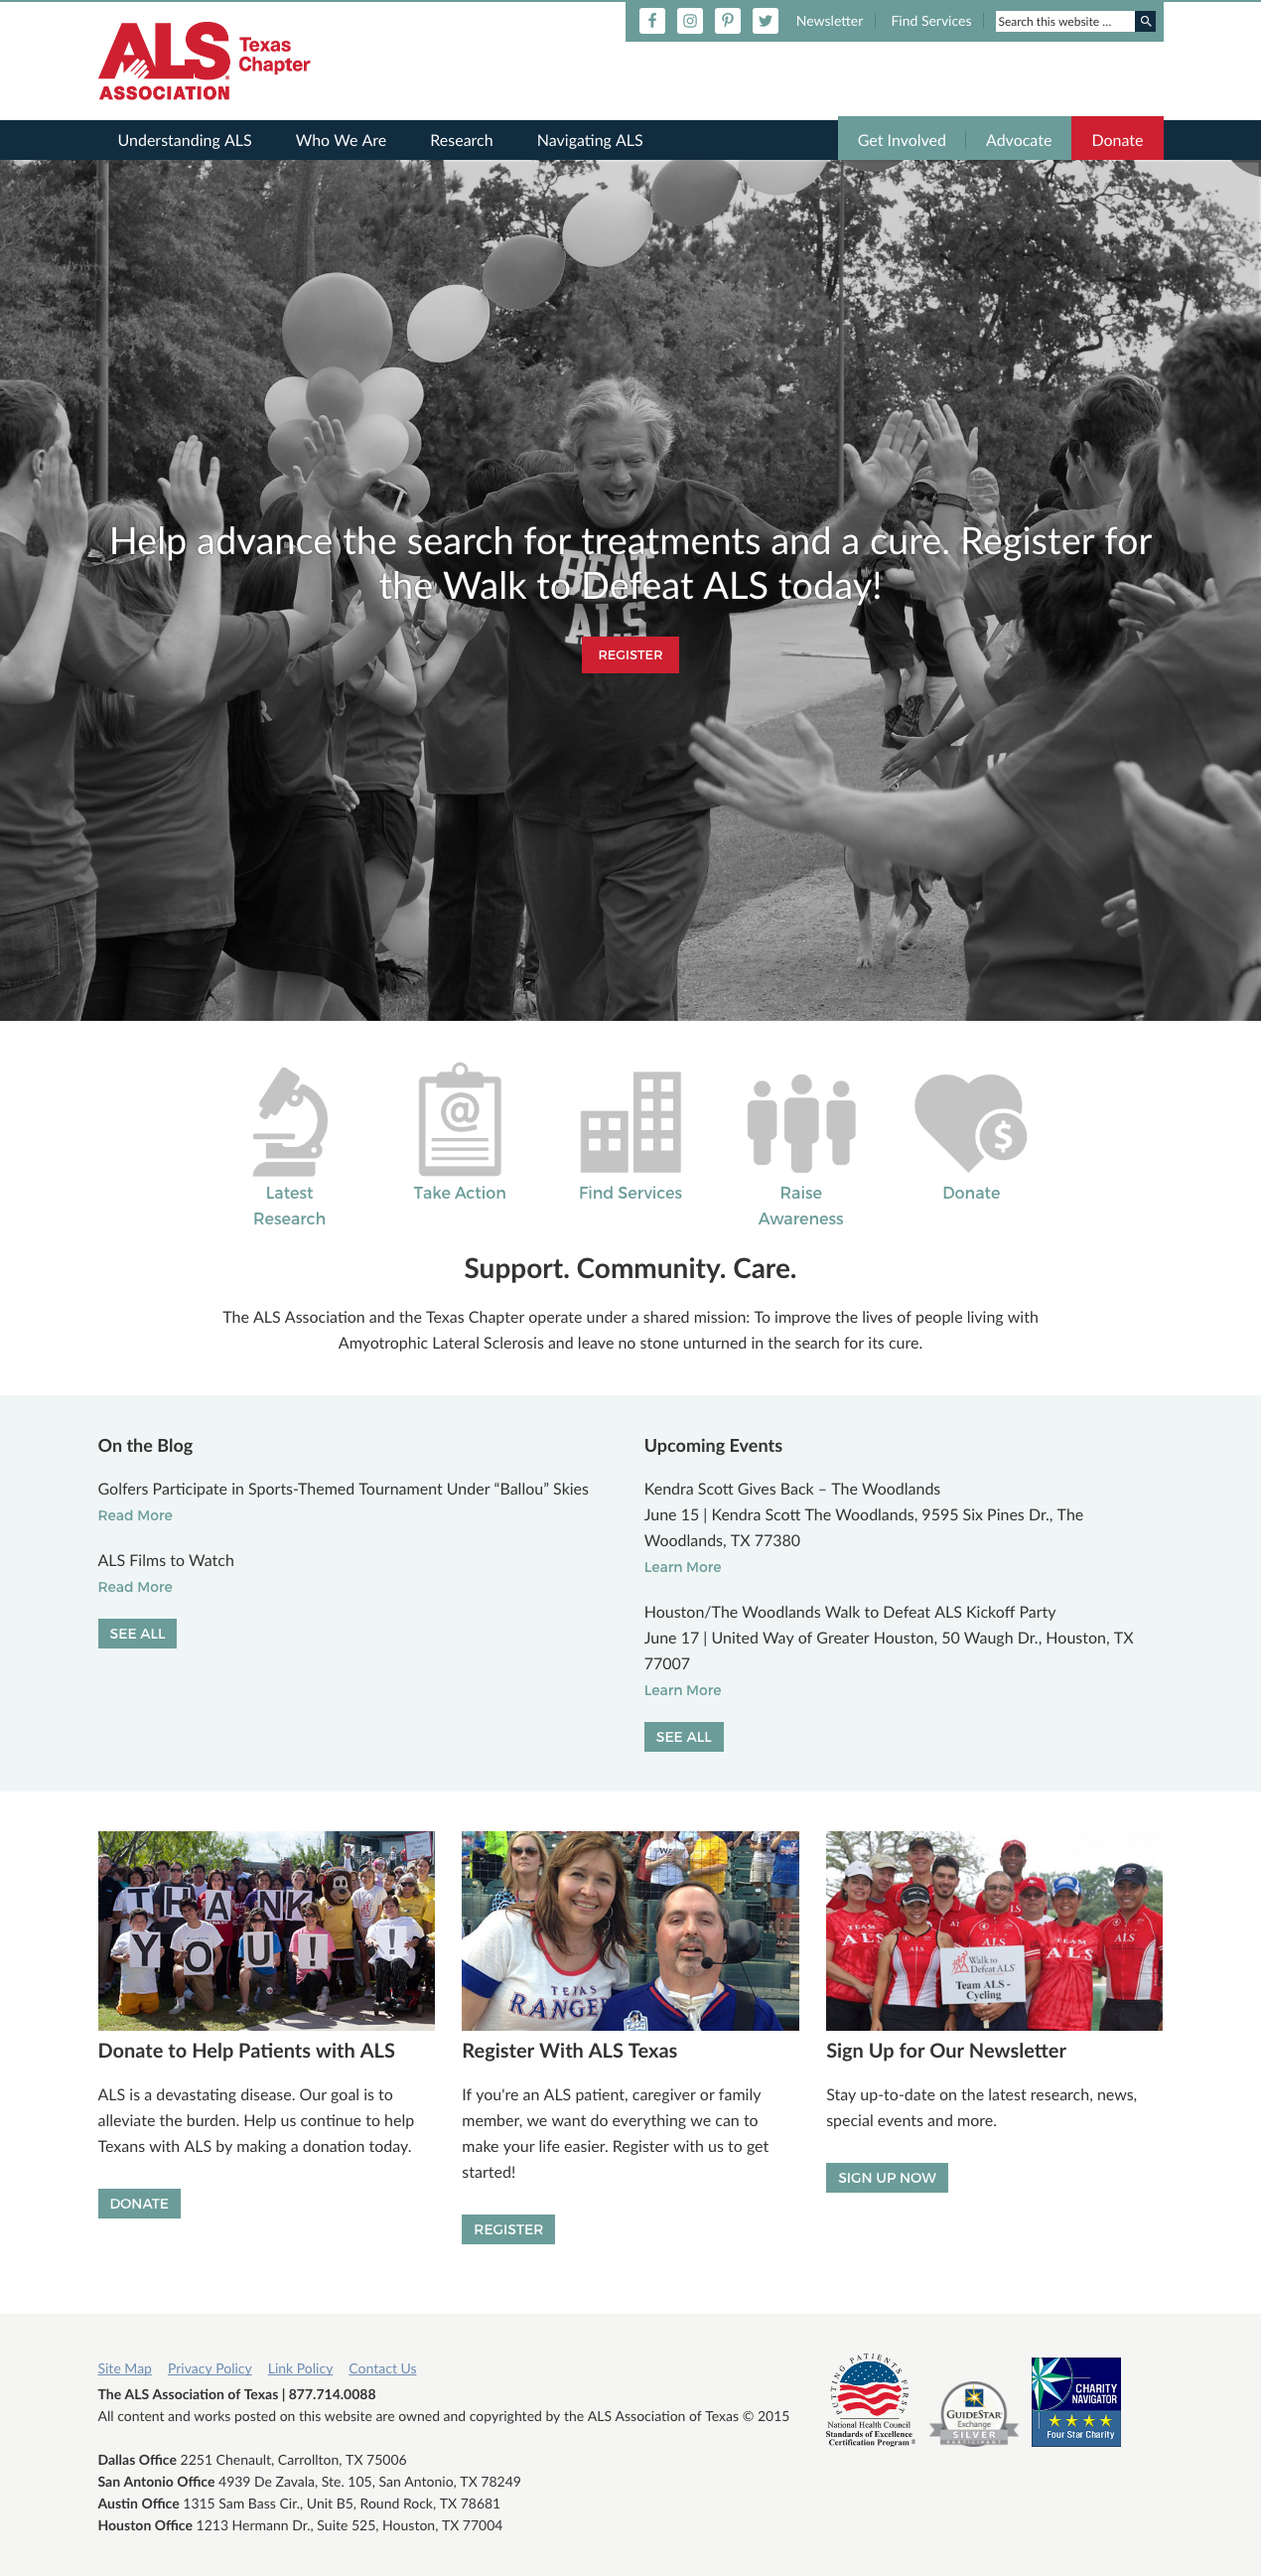 ALS Texas
Chapter
ASSOCIATION
Newsletter
Find Services
Search this website ...
Understanding ALS
Who We Are
Research
Navigating ALS
Get Involved
Advocate
Donate
BEAT
ALS
Help advance the search for treatments and a cure. Register for
the Walk to Defeat ALS today!
REGISTER
Latest
Research
Take Action
Find Services
Raise
Awareness
Donate
Support. Community. Care.
The ALS Association and the Texas Chapter operate under a shared mission: To improve the lives of people living with
Amyotrophic Lateral Sclerosis and leave no stone unturned in the search for its cure.
On the Blog
Golfers Participate in Sports-Themed Tournament Under “Ballou” Skies
Read More
ALS Films to Watch
Read More
SEE ALL
Upcoming Events
Kendra Scott Gives Back – The Woodlands
June 15 | Kendra Scott The Woodlands, 9595 Six Pines Dr., The
Woodlands, TX 77380
Learn More
Houston/The Woodlands Walk to Defeat ALS Kickoff Party
June 17 | United Way of Greater Houston, 50 Waugh Dr., Houston, TX
77007
Learn More
SEE ALL
THANK
YOU!!!
Donate to Help Patients with ALS
ALS is a devastating disease. Our goal is to
alleviate the burden. Help us continue to help
Texans with ALS by making a donation today.
DONATE
TEXAS
RANGER
Register With ALS Texas
If you're an ALS patient, caregiver or family
member, we want do everything we can to
make your life easier. Register with us to get
started!
REGISTER
TEAM
ALS
ALS
TEAM
ALS
ALS
Walk to
Defeat ALS
Team ALS -
Cycling
Sign Up for Our Newsletter
Stay up-to-date on the latest research, news,
special events and more.
SIGN UP NOW
Site Map
Privacy Policy
Link Policy
Contact Us
The ALS Association of Texas | 877.714.0088
All content and works posted on this website are owned and copyrighted by the ALS Association of Texas © 2015
Dallas Office 2251 Chenault, Carrollton, TX 75006
San Antonio Office 4939 De Zavala, Ste. 105, San Antonio, TX 78249
Austin Office 1315 Sam Bass Cir., Unit B5, Round Rock, TX 78681
Houston Office 1213 Hermann Dr., Suite 525, Houston, TX 77004
PUTTING PATIENTS FIRST
National Health Council
Standards of Excellence
Certification Program ®
GUIDESTAR
Exchange
SILVER
PARTICIPANT
CHARITY
NAVIGATOR
Four Star Charity